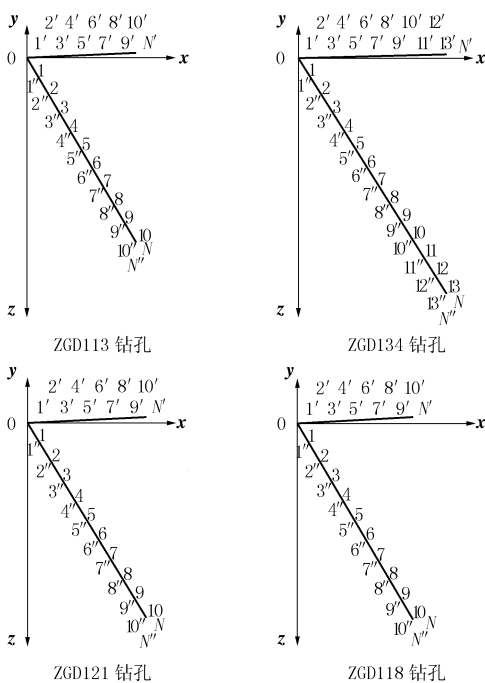 y
2′ 4′ 6′ 8′ 10′
1′ 3′ 5′ 7′ 9′ N′
0 x
1
1″ 2
2″ 3
3″ 4
4″ 5
5″ 6
6″ 7
7″ 8
8″ 9
9″ 10
10″ N
N″
z
ZGD113 钻孔
y
2′ 4′ 6′ 8′ 10′ 12′
1′ 3′ 5′ 7′ 9′ 11′ 13′ N′
0 x
1
1″ 2
2″ 3
3″ 4
4″ 5
5″ 6
6″ 7
7″ 8
8″ 9
9″ 10
10″ 11
11″ 12
12″ 13
13″ N
N″
z
ZGD134 钻孔
y
2′ 4′ 6′ 8′ 10′
1′ 3′ 5′ 7′ 9′ N′
0 x
1
1″ 2
2″ 3
3″ 4
4″ 5
5″ 6
6″ 7
7″ 8
8″ 9
9″ 10
10″ N
N″
z
ZGD121 钻孔
y
2′ 4′ 6′ 8′ 10′
1′ 3′ 5′ 7′ 9′ N′
0 x
1
1″ 2
2″ 3
3″ 4
4″ 5
5″ 6
6″ 7
7″ 8
8″ 9
9″ 10
10″ N
N″
z
ZGD118 钻孔